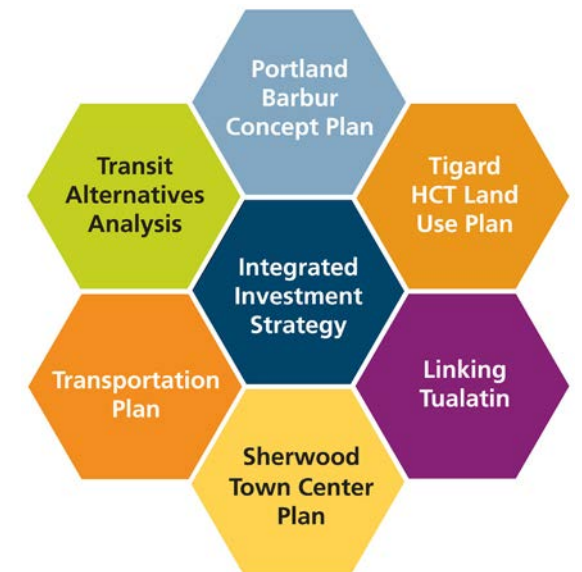 Portland
Barbur
Concept Plan
Transit
Alternatives
Analysis
Tigard
HCT Land
Use Plan
Integrated
Investment
Strategy
Transportation
Plan
Linking
Tualatin
Sherwood
Town Center
Plan